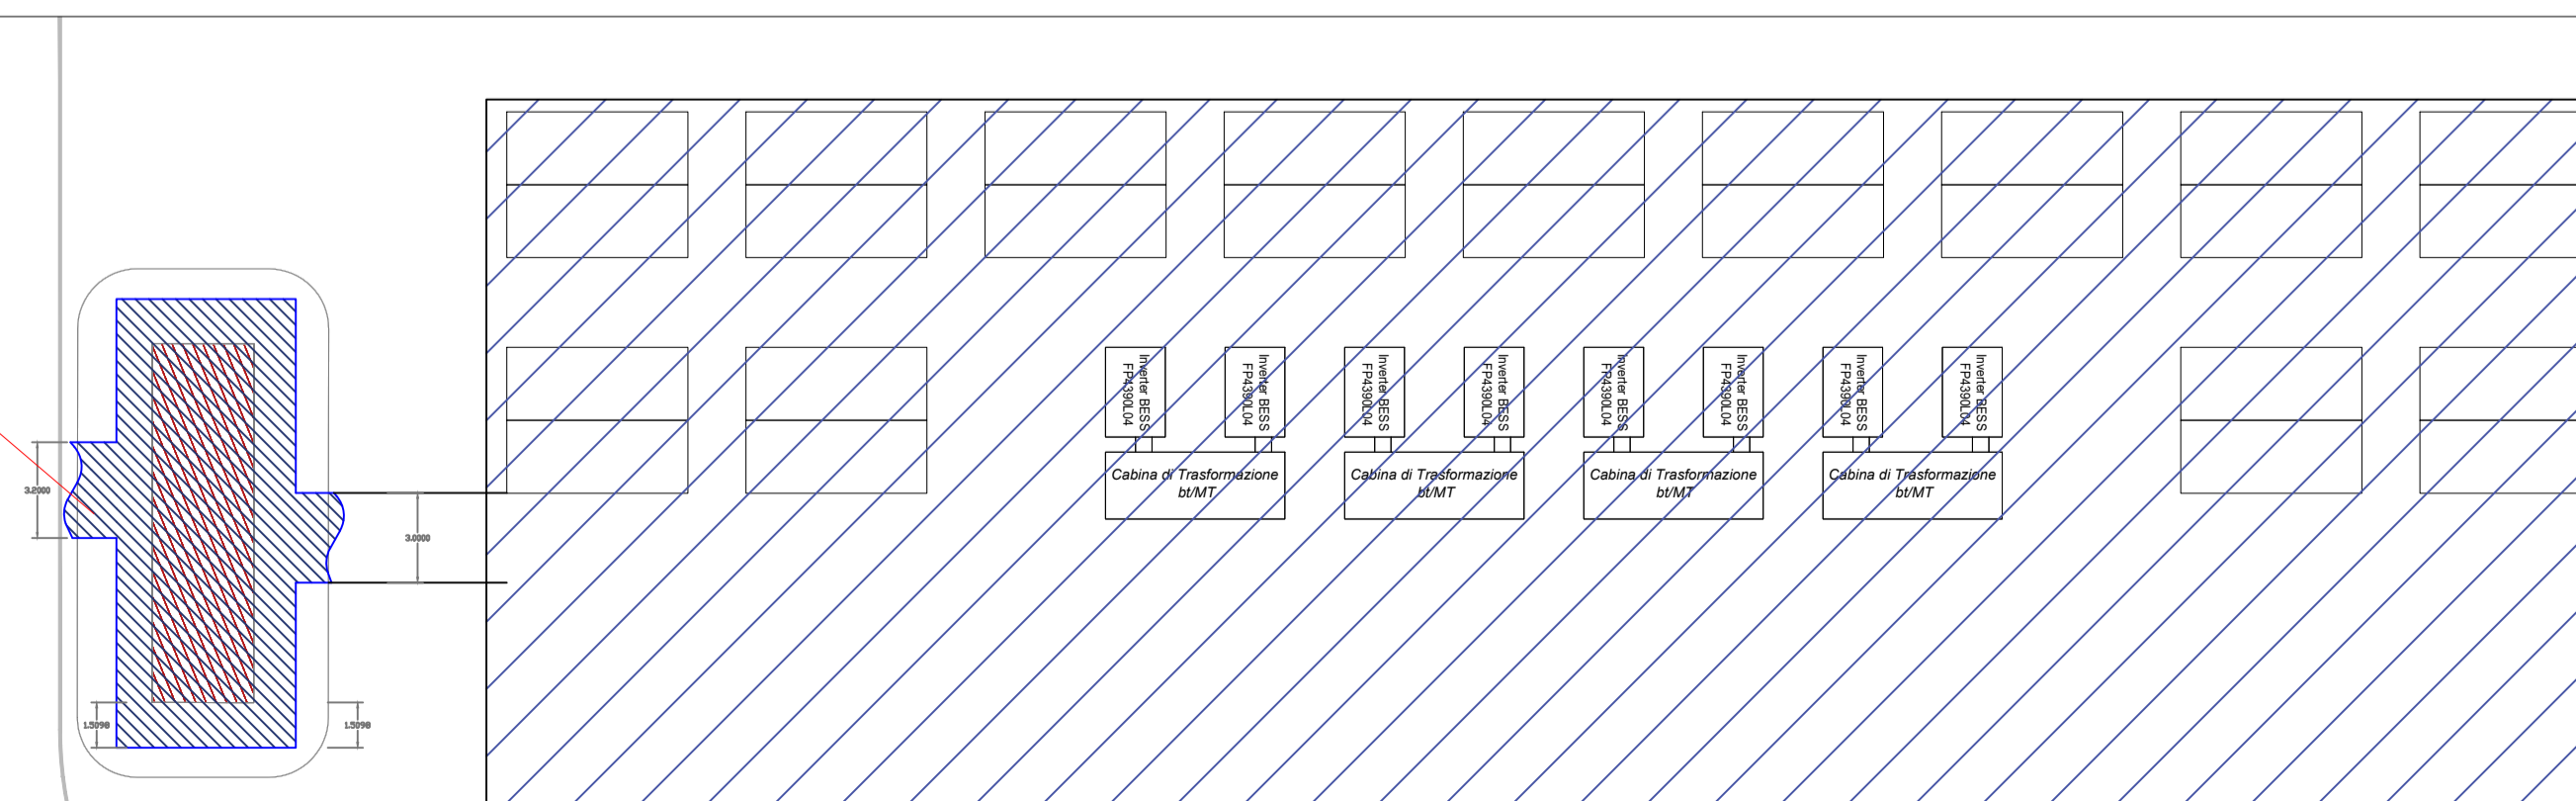 Inverter BESS
FP4390L04
Inverter BESS
FP4390L04
Inverter BESS
FP4390L04
Inverter BESS
FP4390L04
Inverter BESS
FP4390L04
Inverter BESS
FP4390L04
Inverter BESS
FP4390L04
Inverter BESS
FP4390L04
Cabina di Trasformazione
bt/MT
Cabina di Trasformazione
bt/MT
Cabina di Trasformazione
bt/MT
Cabina di Trasformazione
bt/MT
3.2000
3.0000
1.5098
1.5098